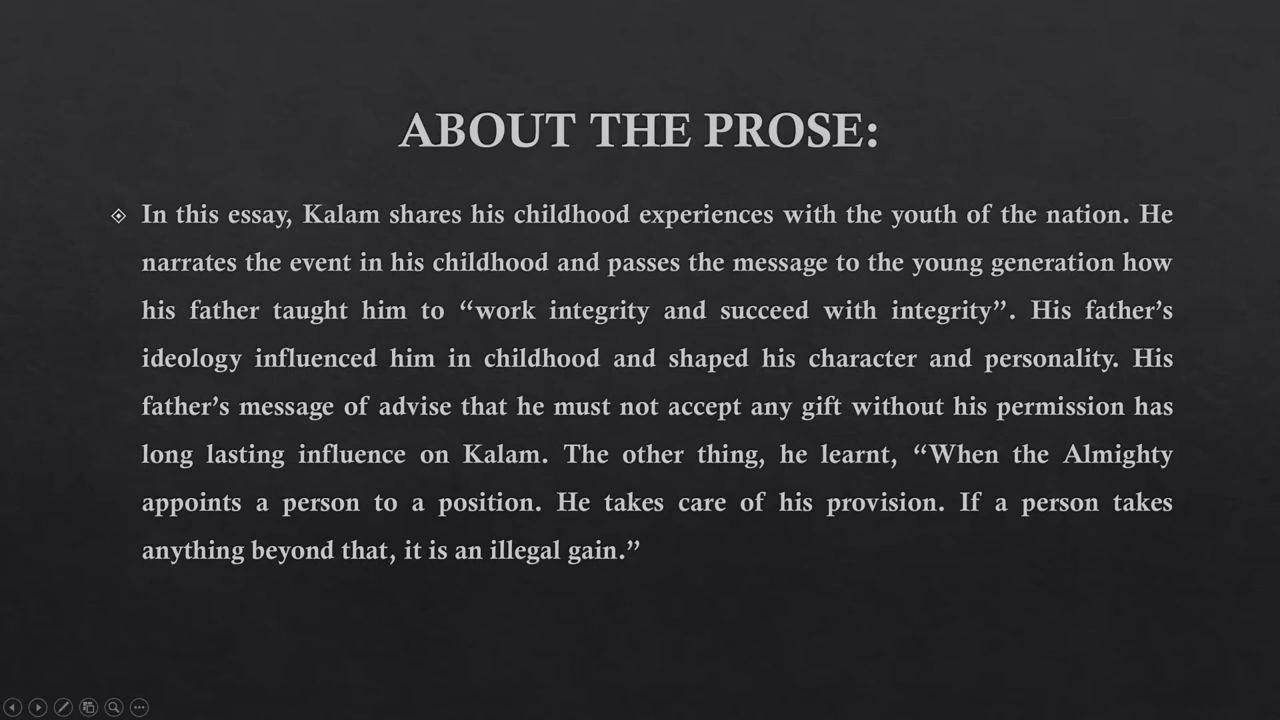 ABOUT THE PROSE:
In this essay, Kalam shares his childhood experiences with the youth of the nation. He
narrates the event in his childhood and passes the message to the young generation how
his father taught him to “work integrity and succeed with integrity”. His father’s
ideology influenced him in childhood and shaped his character and personality. His
father’s message of advise that he must not accept any gift without his permission has
long lasting influence on Kalam. The other thing, he learnt, “When the Almighty
appoints a person to a position. He takes care of his provision. If a person takes
anything beyond that, it is an illegal gain.”